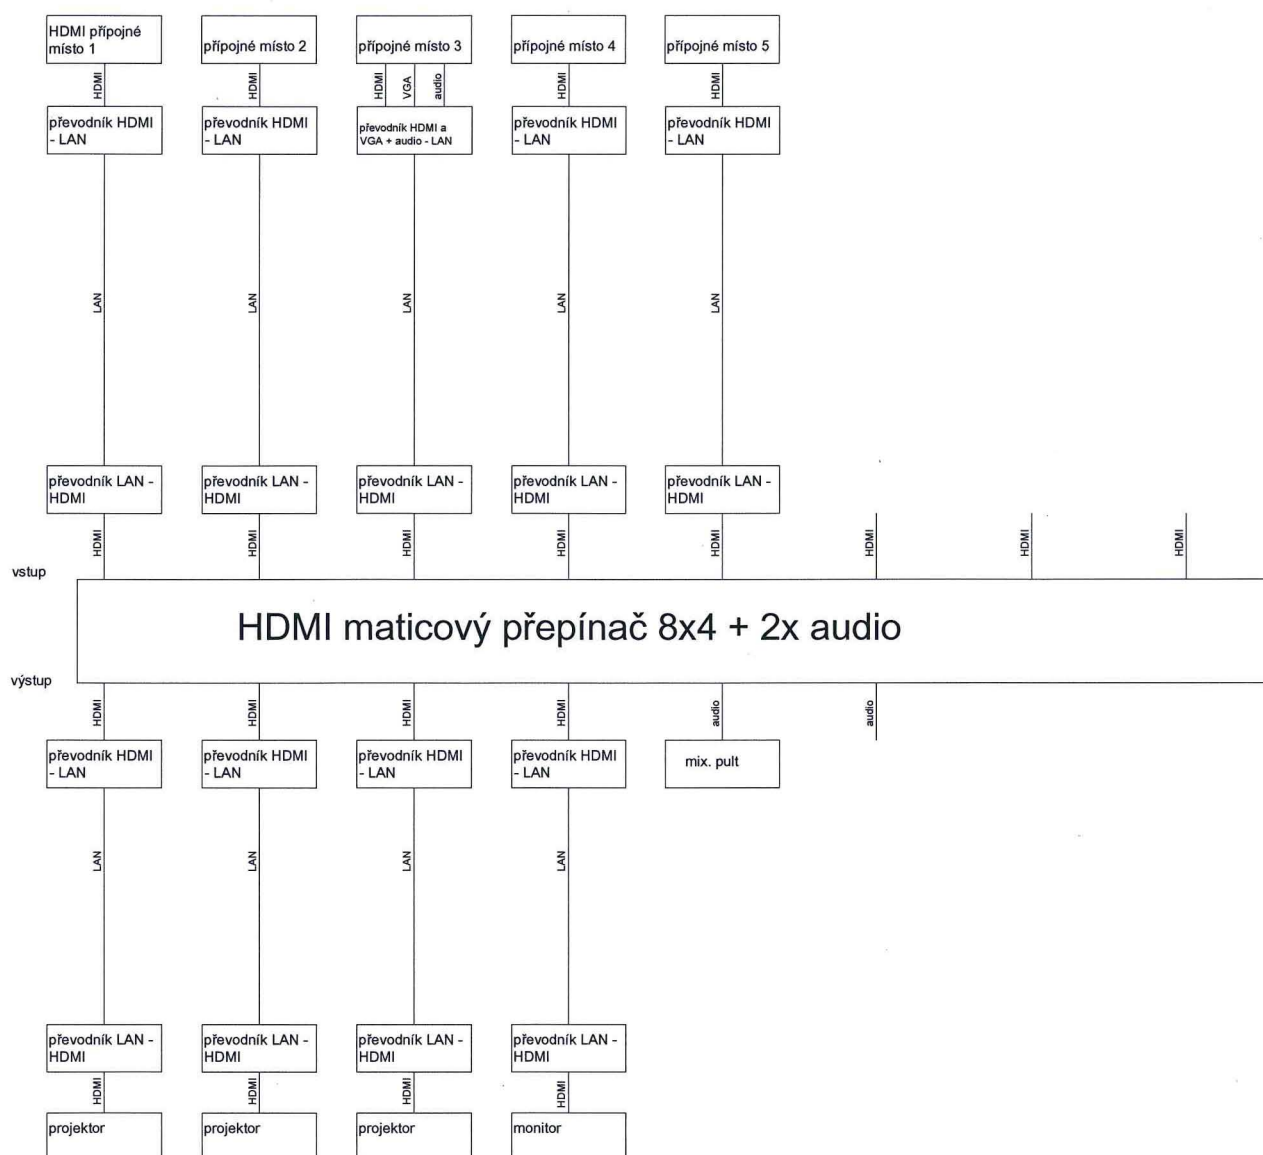 HDMI přípojné
místo 1
přípojné místo 2
přípojné místo 3
přípojné místo 4
přípojné místo 5
HDMI
HDMI
HDMI
VGA
audio
HDMI
HDMI
převodník HDMI
- LAN
převodník HDMI
- LAN
převodník HDMI a
VGA + audio - LAN
převodník HDMI
- LAN
převodník HDMI
- LAN
LAN
LAN
LAN
LAN
LAN
převodník LAN -
HDMI
převodník LAN -
HDMI
převodník LAN -
HDMI
převodník LAN -
HDMI
převodník LAN -
HDMI
HDMI
HDMI
HDMI
HDMI
HDMI
HDMI
HDMI
HDMI
vstup
HDMI maticový přepínač 8x4 + 2x audio
výstup
HDMI
HDMI
HDMI
HDMI
audio
audio
převodník HDMI
- LAN
převodník HDMI
- LAN
převodník HDMI
- LAN
převodník HDMI
- LAN
mix. pult
LAN
LAN
LAN
LAN
převodník LAN -
HDMI
převodník LAN -
HDMI
převodník LAN -
HDMI
převodník LAN -
HDMI
HDMI
HDMI
HDMI
HDMI
projektor
projektor
projektor
monitor